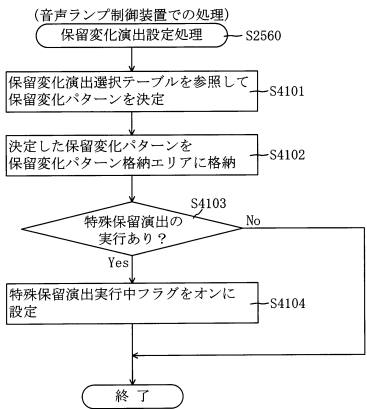 (音声ランプ制御装置での処理)
保留変化演出設定処理
S2560
保留変化演出選択テーブルを参照して
保留変化パターンを決定
S4101
決定した保留変化パターンを
保留変化パターン格納エリアに格納
S4102
S4103
特殊保留演出の
実行あり?
No
Yes
特殊保留演出実行中フラグをオンに
設定
S4104
終 了